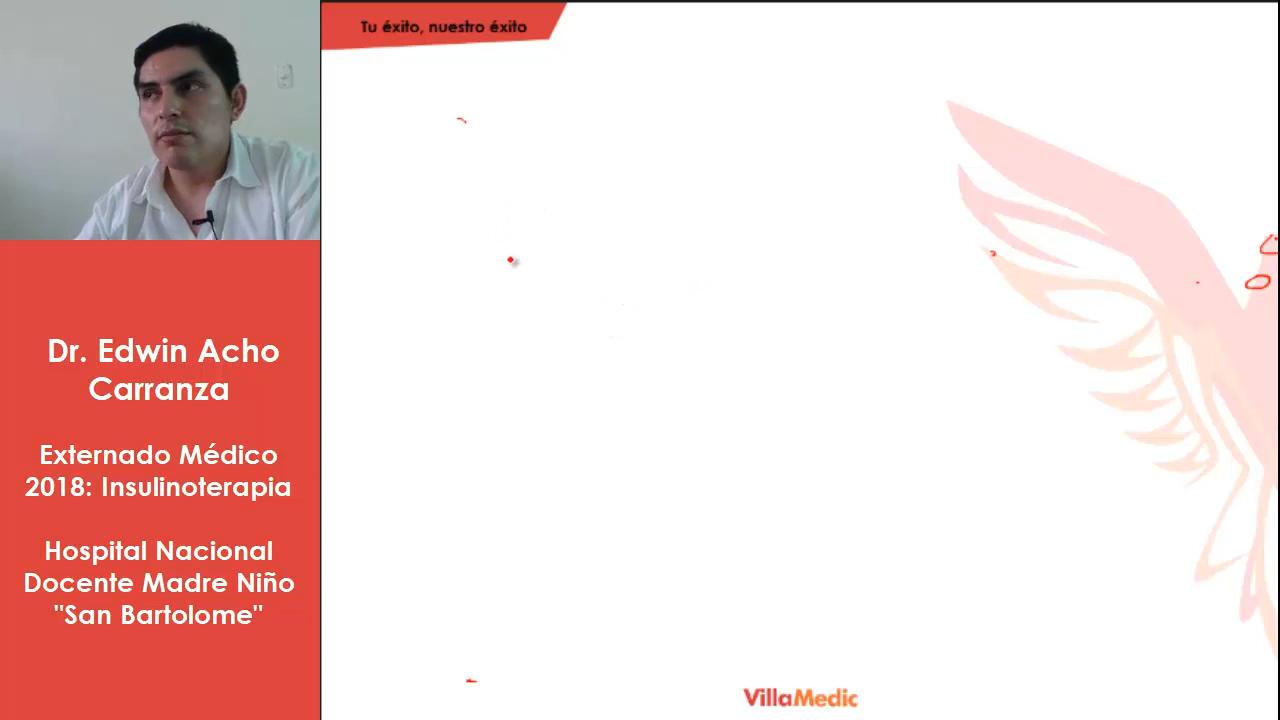 Tu éxito, nuestro éxito
Dr. Edwin Acho
Carranza
Externado Médico
2018: Insulinoterapia
Hospital Nacional
Docente Madre Niño
"San Bartolome"
VillaMedic